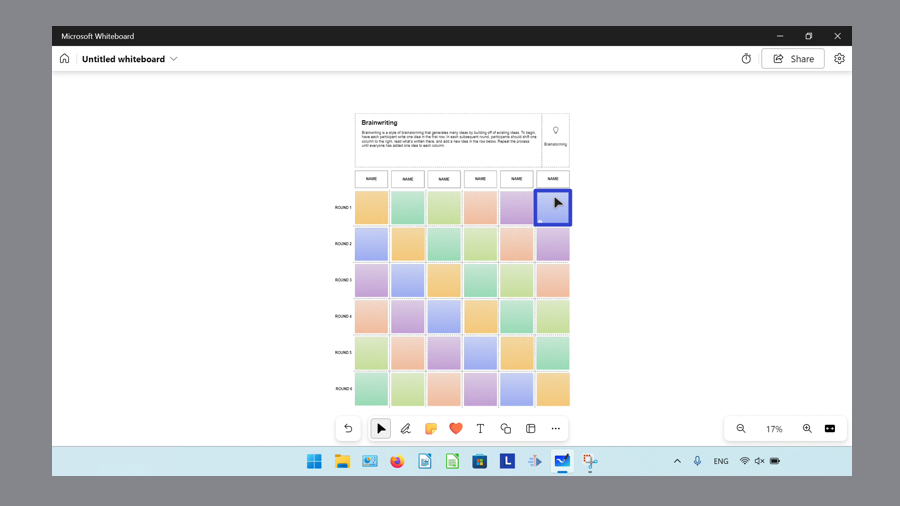 Microsoft Whiteboard
Untitled whiteboard
Share
Brainwriting
Brainwriting is a style of brainstorming that generates many ideas by building off of existing ideas. To begin,
have each participant write one idea in the first row. In each subsequent round, participants should shift one
column to the right, read what's written there, and add a new idea in the row below. Repeat the process
until everyone has added one idea to each column.
Brainstorming
NAME NAME NAME NAME NAME NAME
ROUND 1
ROUND 2
ROUND 3
ROUND 4
ROUND 5
ROUND 6
T
17%
L
ENG